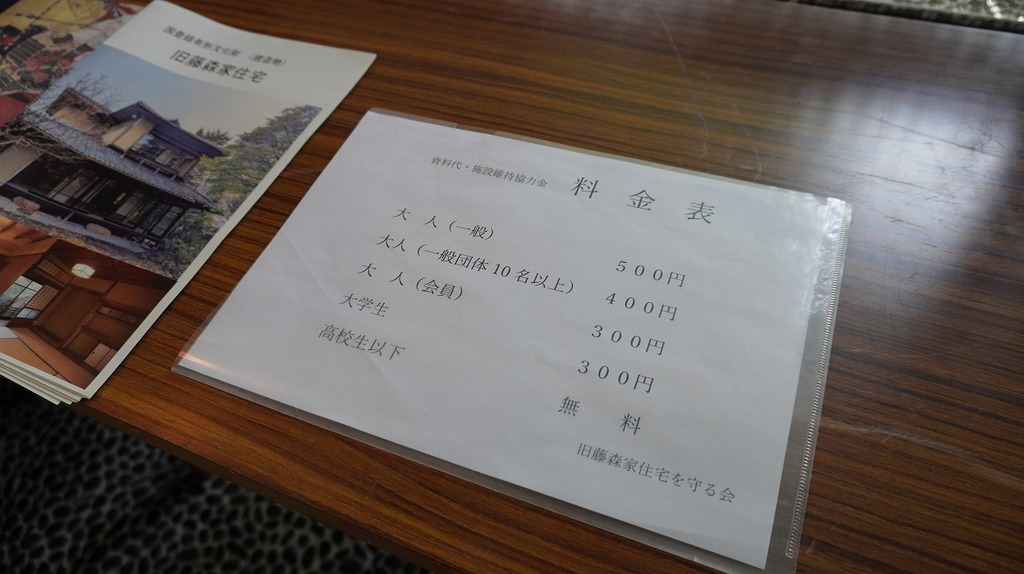 国登録有形文化財 (建造物)
旧藤森家住宅
資料代・施設維持協力金 料 金 表
大 人（一般） 500円
大人（一般団体10名以上） 400円
大 人（会員） 300円
大学生 300円
高校生以下 無 料
旧藤森家住宅を守る会